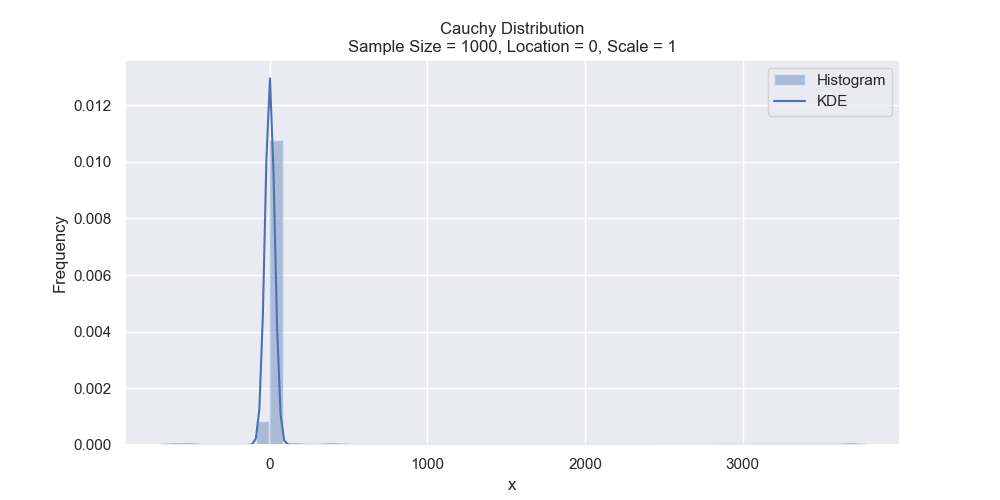 Cauchy Distribution
Sample Size = 1000, Location = 0, Scale = 1
Histogram
KDE
Frequency
0.012
0.010
0.008
0.006
0.004
0.002
0.000
0
1000
2000
3000
x